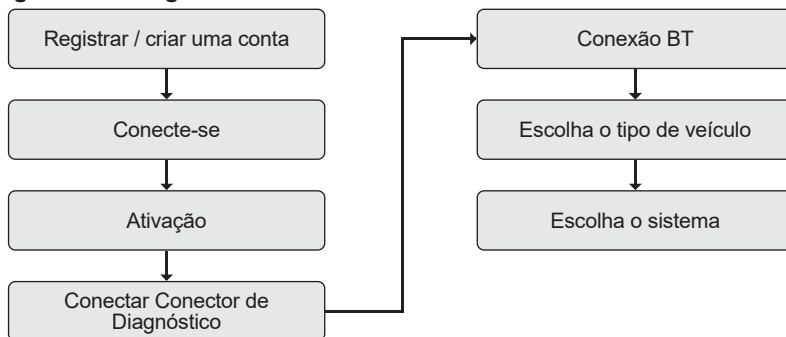 Registrar / criar uma conta
Conecte-se
Ativação
Conectar Conector de
Diagnóstico
Conexão BT
Escolha o tipo de veículo
Escolha o sistema